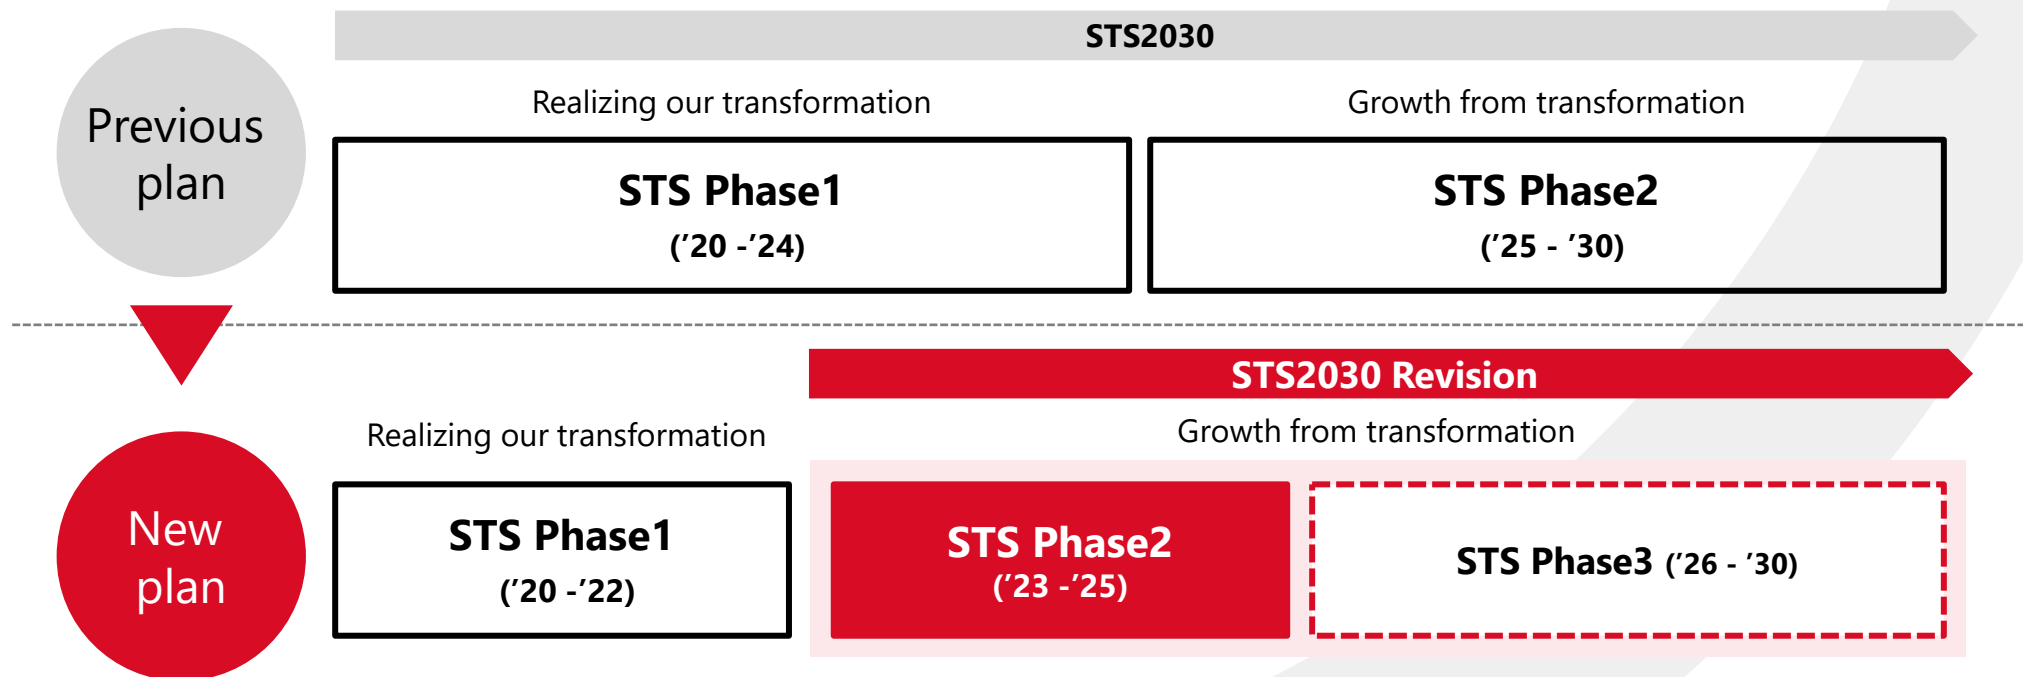 STS2030
Previous
plan
Realizing our transformation
Growth from transformation
STS Phase1
(’20 -’24)
STS Phase2
(’25 - ’30)
STS2030 Revision
New
plan
Realizing our transformation
Growth from transformation
STS Phase1
(’20 -’22)
STS Phase2
(’23 -’25)
STS Phase3 (’26 - ’30)